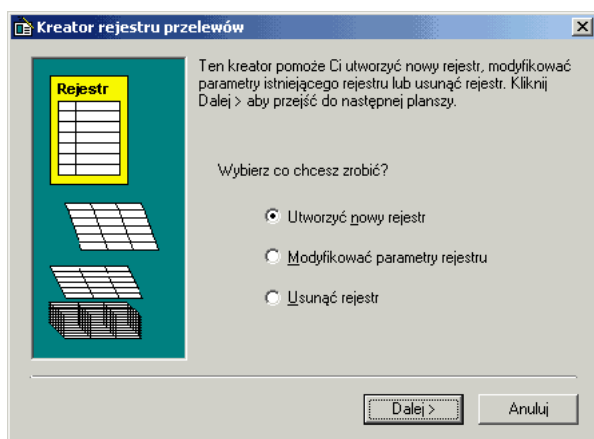 Kreator rejestru przelewów
Rejestr
Ten kreator pomoże Ci utworzyć nowy rejestr, modyfikować
parametry istniejącego rejestru lub usunąć rejestr. Kliknij
Dalej > aby przejść do następnej planszy.
Wybierz co chcesz zrobić?
Utworzyć nowy rejestr
Modyfikować parametry rejestru
Usunąć rejestr
Dalej >
Anuluj